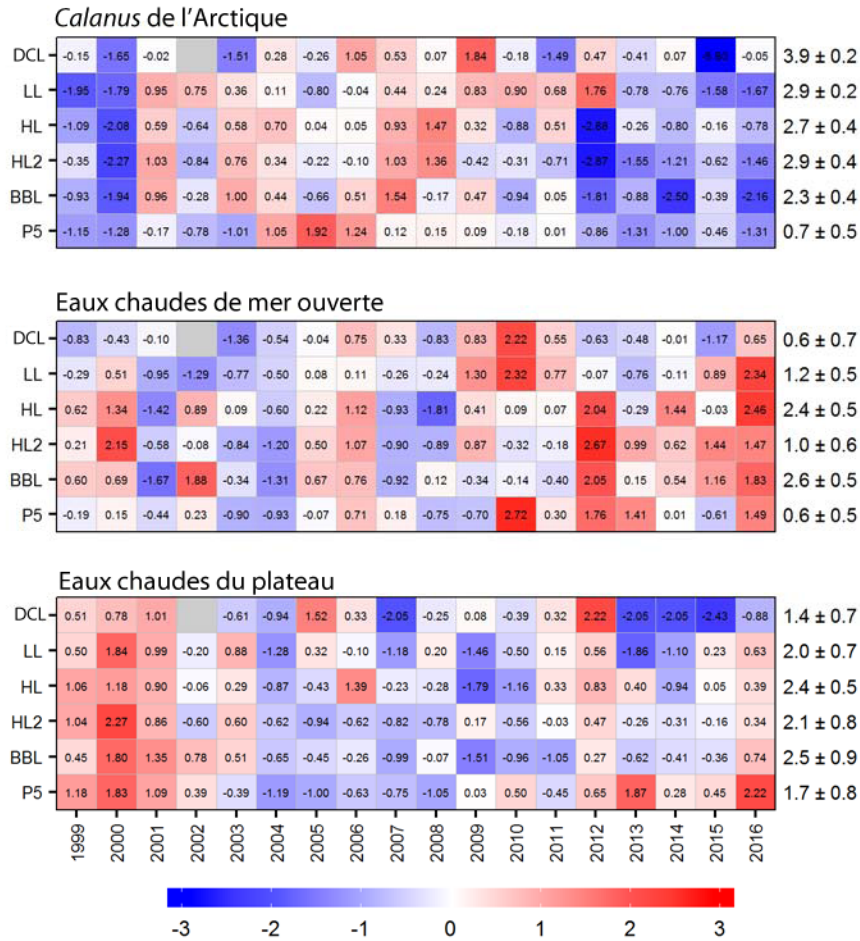 Calanus de l'Arctique
DCL -0.15 -1.65 -0.02 -1.51 0.28 -0.26 1.05 0.53 0.07 1.84 -0.18 -1.49 0.47 -0.41 0.07 -0.05 3.9 ± 0.2
LL -1.95 -1.79 0.95 0.75 0.36 0.11 -0.80 -0.04 0.44 0.24 0.83 0.90 0.68 1.76 -0.78 -0.76 -1.58 -1.67 2.9 ± 0.2
HL -1.09 -2.08 0.59 -0.64 0.58 0.70 0.04 0.05 0.93 1.47 0.32 -0.88 0.51 -2.68 -0.26 -0.80 -0.16 -0.78 2.7 ± 0.4
HL2 -0.35 -2.27 1.03 -0.84 0.76 0.34 -0.22 -0.10 1.03 1.36 -0.42 -0.31 -0.71 -2.87 -1.55 -1.21 -0.62 -1.46 2.9 ± 0.4
BBL -0.93 -1.94 0.96 -0.28 1.00 0.44 -0.66 0.51 1.54 -0.17 0.47 -0.94 0.05 -1.81 -0.88 -2.50 -0.39 -2.16 2.3 ± 0.4
P5 -1.15 -1.28 -0.17 -0.78 -1.01 1.05 1.92 1.24 0.12 0.15 0.09 -0.18 0.01 -0.86 -1.31 -1.00 -0.46 -1.31 0.7 ± 0.5
Eaux chaudes de mer ouverte
DCL -0.83 -0.43 -0.10 -1.36 -0.54 -0.04 0.75 0.33 -0.83 0.83 2.22 0.55 -0.63 -0.48 -0.01 -1.17 0.65 0.6 ± 0.7
LL -0.29 0.51 -0.95 -1.29 -0.77 -0.50 0.08 0.11 -0.26 -0.24 1.30 2.32 0.77 -0.07 -0.76 -0.11 0.89 2.34 1.2 ± 0.5
HL 0.62 1.34 -1.42 0.89 0.09 -0.60 0.22 1.12 -0.93 -1.81 0.41 0.09 0.07 2.04 -0.29 1.44 -0.03 2.46 2.4 ± 0.5
HL2 0.21 2.15 -0.58 -0.08 -0.84 -1.20 0.50 1.07 -0.90 -0.89 0.87 -0.32 -0.18 2.67 0.99 0.62 1.44 1.47 1.0 ± 0.6
BBL 0.60 0.69 -1.67 1.88 -0.34 -1.31 0.67 0.76 -0.92 0.12 -0.34 -0.14 -0.40 2.05 0.15 0.54 1.16 1.83 2.6 ± 0.5
P5 -0.19 0.15 -0.44 0.23 -0.90 -0.93 -0.07 0.71 0.18 -0.75 -0.70 2.72 0.30 1.76 1.41 0.01 -0.61 1.49 0.6 ± 0.5
Eaux chaudes du plateau
DCL 0.51 0.78 1.01 -0.61 -0.94 1.52 0.33 -2.05 -0.25 0.08 -0.39 0.32 2.22 -2.05 -2.05 -2.43 -0.88 1.4 ± 0.7
LL 0.50 1.84 0.99 -0.20 0.88 -1.28 0.32 -0.10 -1.18 0.20 -1.46 -0.50 0.15 0.56 -1.86 -1.10 0.23 0.63 2.0 ± 0.7
HL 1.06 1.18 0.90 -0.06 0.29 -0.87 -0.43 1.39 -0.23 -0.28 -1.79 -1.16 0.33 0.83 0.40 -0.94 0.05 0.39 2.4 ± 0.5
HL2 1.04 2.27 0.86 -0.60 0.60 -0.62 -0.94 -0.62 -0.82 -0.78 0.17 -0.56 -0.03 0.47 -0.26 -0.31 -0.16 0.34 2.1 ± 0.8
BBL 0.45 1.80 1.35 0.78 0.51 -0.65 -0.45 -0.26 -0.99 -0.07 -1.51 -0.96 -1.05 0.27 -0.62 -0.41 -0.36 0.74 2.5 ± 0.9
P5 1.18 1.83 1.09 0.39 -0.39 -1.19 -1.00 -0.63 -0.75 -1.05 0.03 0.50 -0.45 0.65 1.87 0.28 0.45 2.22 1.7 ± 0.8
1999 2000 2001 2002 2003 2004 2005 2006 2007 2008 2009 2010 2011 2012 2013 2014 2015 2016
-3 -2 -1 0 1 2 3